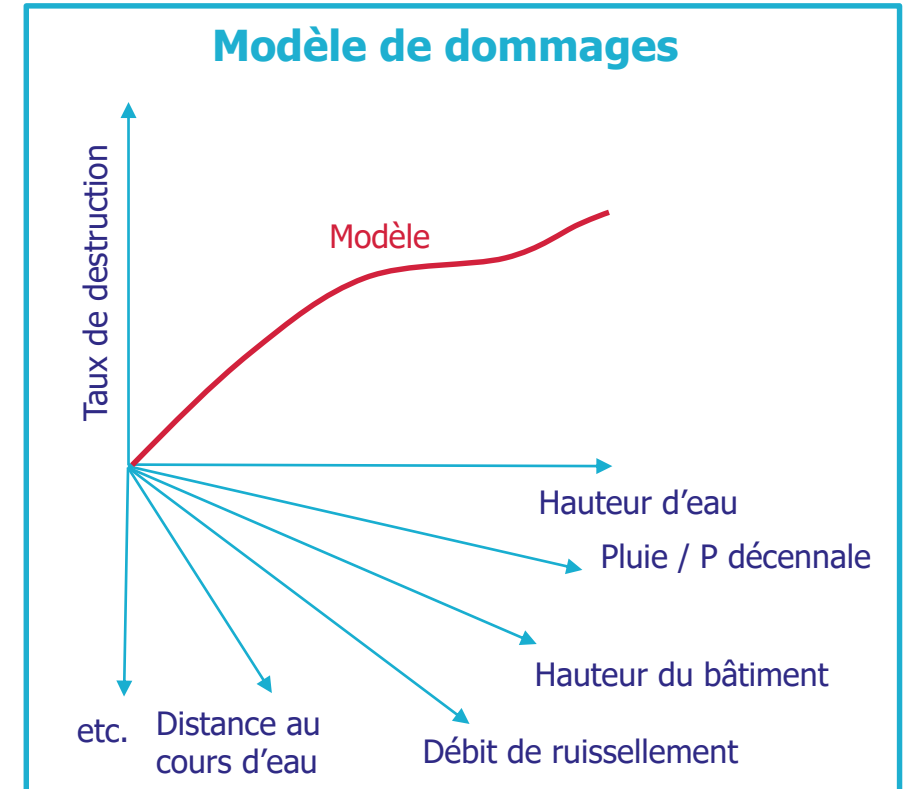 Modèle de dommages
Taux de destruction
Modèle
Hauteur d’eau
Pluie / P décennale
Hauteur du bâtiment
Débit de ruissellement
Distance au
cours d’eau
etc.